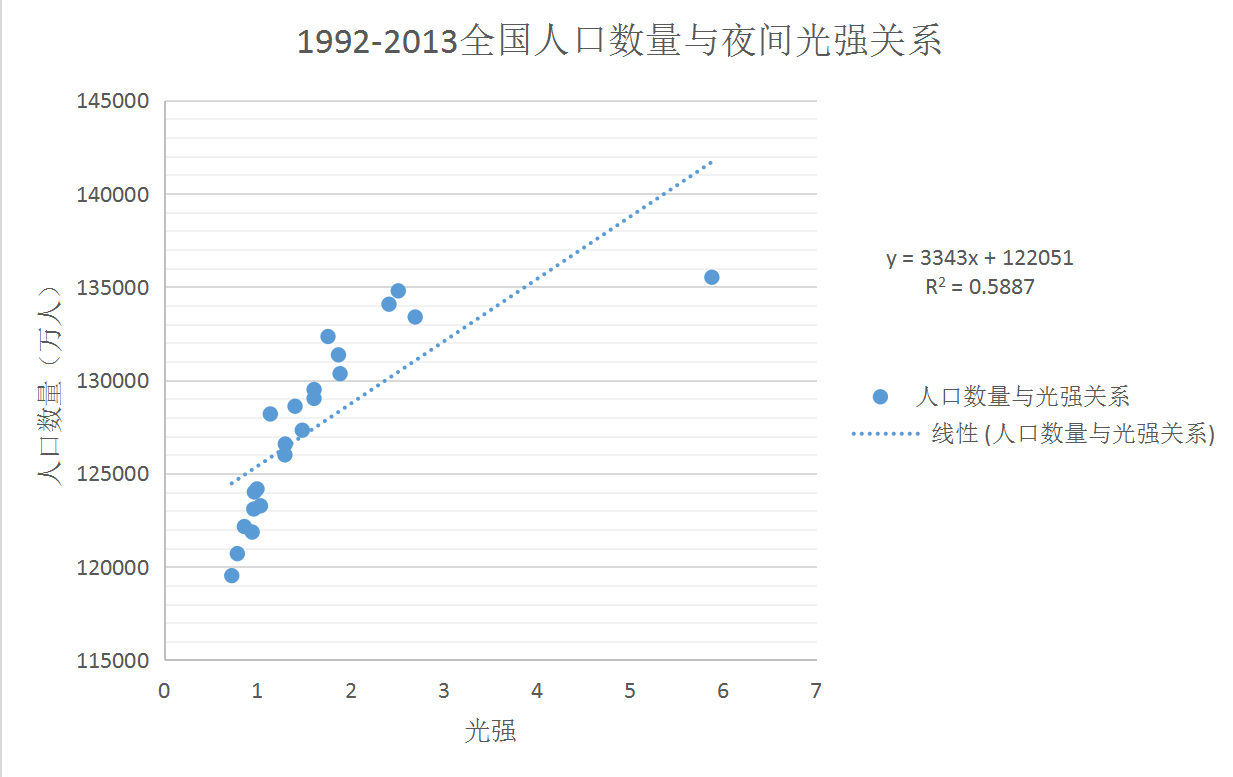 1992-2013全国人口数量与夜间光强关系
145000
140000
135000
130000
125000
120000
115000
0 1 2 3 4 5 6 7
人口数量（万人）
光强
y = 3343x + 122051
R² = 0.5887
人口数量与光强关系
线性 (人口数量与光强关系)